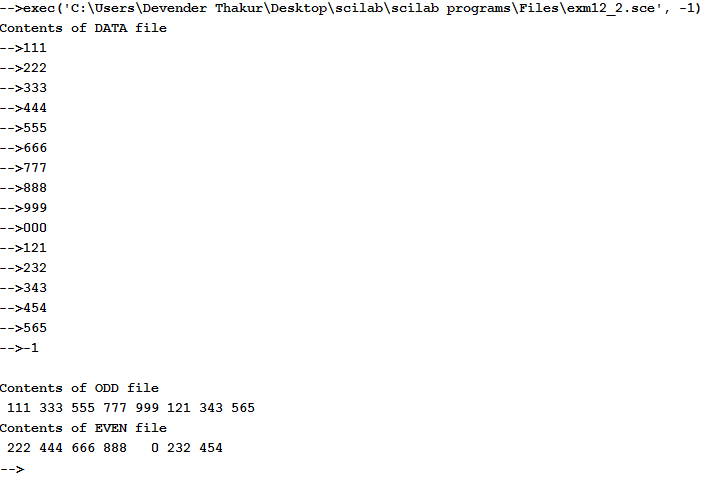 -->exec('C:\Users\Devender Thakur\Desktop\scilab\scilab programs\Files\exm12_2.sce', -1)
Contents of DATA file
-->111
-->222
-->333
-->444
-->555
-->666
-->777
-->888
-->999
-->000
-->121
-->232
-->343
-->454
-->565
-->-1
Contents of ODD file
111 333 555 777 999 121 343 565
Contents of EVEN file
222 444 666 888   0 232 454
-->